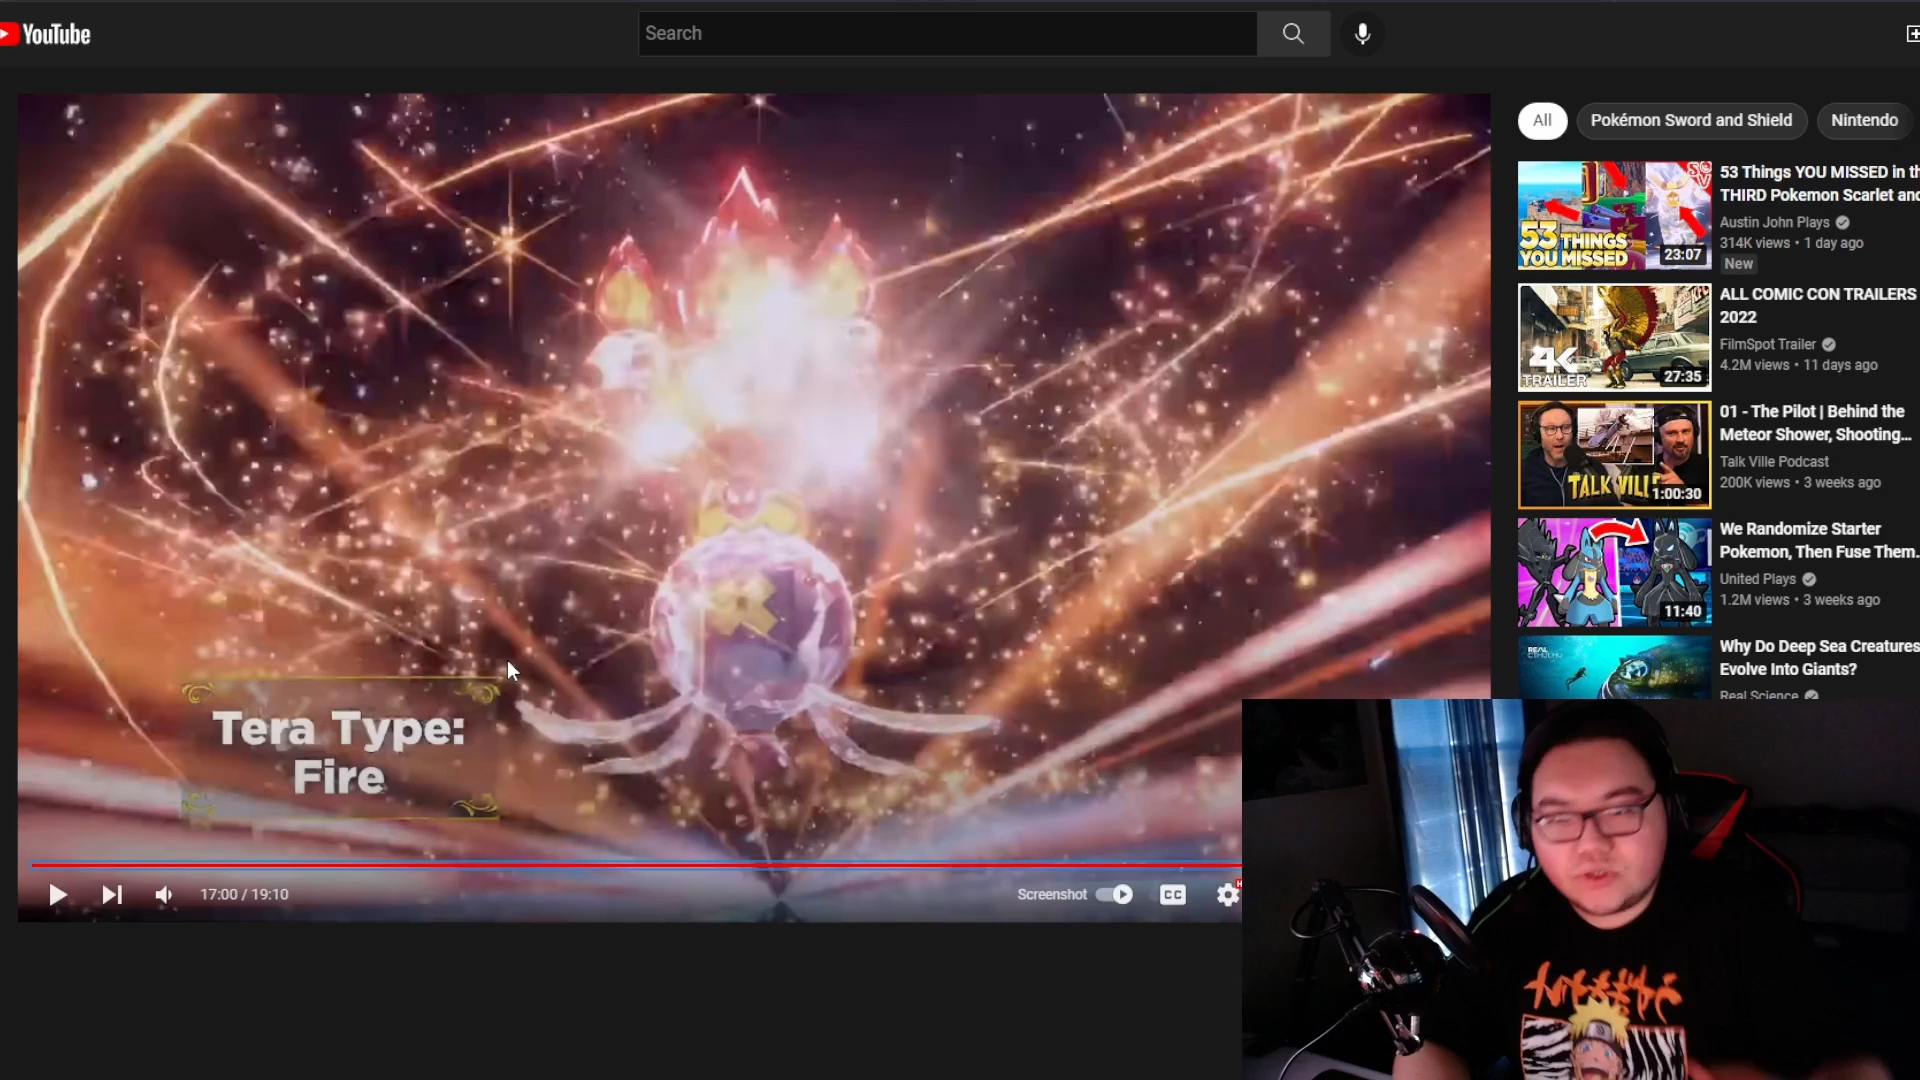 YouTube
Search
All
Pokémon Sword and Shield
Nintendo
Tera Type:
Fire
17:00 / 19:10
Screenshot
CC
53 THINGS
YOU MISSED
23:07
53 Things YOU MISSED in th
THIRD Pokemon Scarlet and
Austin John Plays
314K views • 1 day ago
New
4K
TRAILER
27:35
ALL COMIC CON TRAILERS
2022
FilmSpot Trailer
4.2M views • 11 days ago
TALK VILLE
1:00:30
01 - The Pilot | Behind the
Meteor Shower, Shooting...
Talk Ville Podcast
200K views • 3 weeks ago
11:40
We Randomize Starter
Pokemon, Then Fuse Them...
United Plays
1.2M views • 3 weeks ago
REAL
CTHULHU
Why Do Deep Sea Creatures
Evolve Into Giants?
Real Science